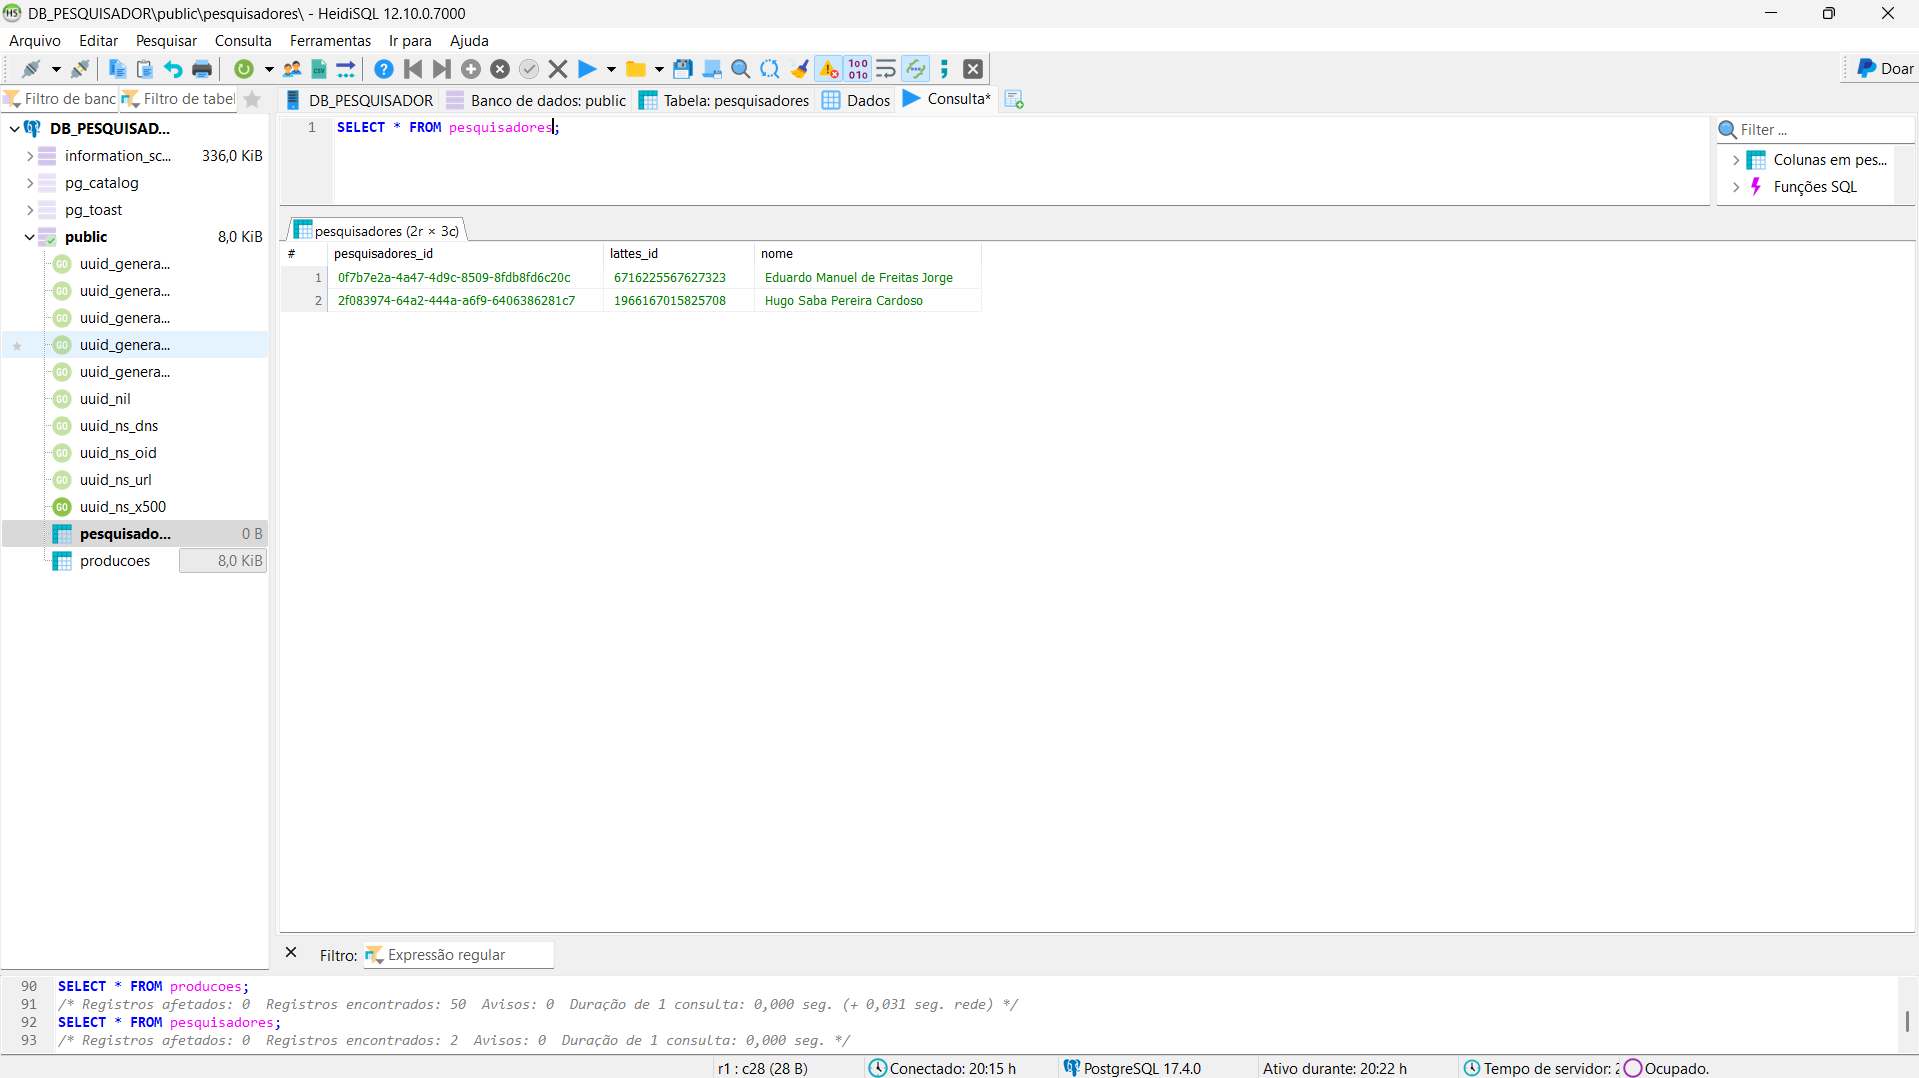 DB_PESQUISADOR\public\pesquisadores\ - HeidiSQL 12.10.0.7000
Arquivo Editar Pesquisar Consulta Ferramentas Ir para Ajuda
Doar
Filtro de banc Filtro de tabel
DB_PESQUISADOR Banco de dados: public Tabela: pesquisadores Dados Consulta*
DB_PESQUISAD...
information_sc... 336,0 KiB
pg_catalog
pg_toast
public 8,0 KiB
uuid_genera...
uuid_genera...
uuid_genera...
uuid_genera...
uuid_genera...
uuid_nil
uuid_ns_dns
uuid_ns_oid
uuid_ns_url
uuid_ns_x500
pesquisado... 0 B
producoes 8,0 KiB
1 SELECT * FROM pesquisadores;
Filter ...
Colunas em pes...
Funções SQL
pesquisadores (2r × 3c)
# pesquisadores_id lattes_id nome
1 0f7b7e2a-4a47-4d9c-8509-8fdb8fd6c20c 6716225567627323 Eduardo Manuel de Freitas Jorge
2 2f083974-64a2-444a-a6f9-6406386281c7 1966167015825708 Hugo Saba Pereira Cardoso
Filtro: Expressão regular
90 SELECT * FROM producoes;
91 /* Registros afetados: 0 Registros encontrados: 50 Avisos: 0 Duração de 1 consulta: 0,000 seg. (+ 0,031 seg. rede) */
92 SELECT * FROM pesquisadores;
93 /* Registros afetados: 0 Registros encontrados: 2 Avisos: 0 Duração de 1 consulta: 0,000 seg. */
r1 : c28 (28 B) Conectado: 20:15 h PostgreSQL 17.4.0 Ativo durante: 20:22 h Tempo de servidor: Ocupado.